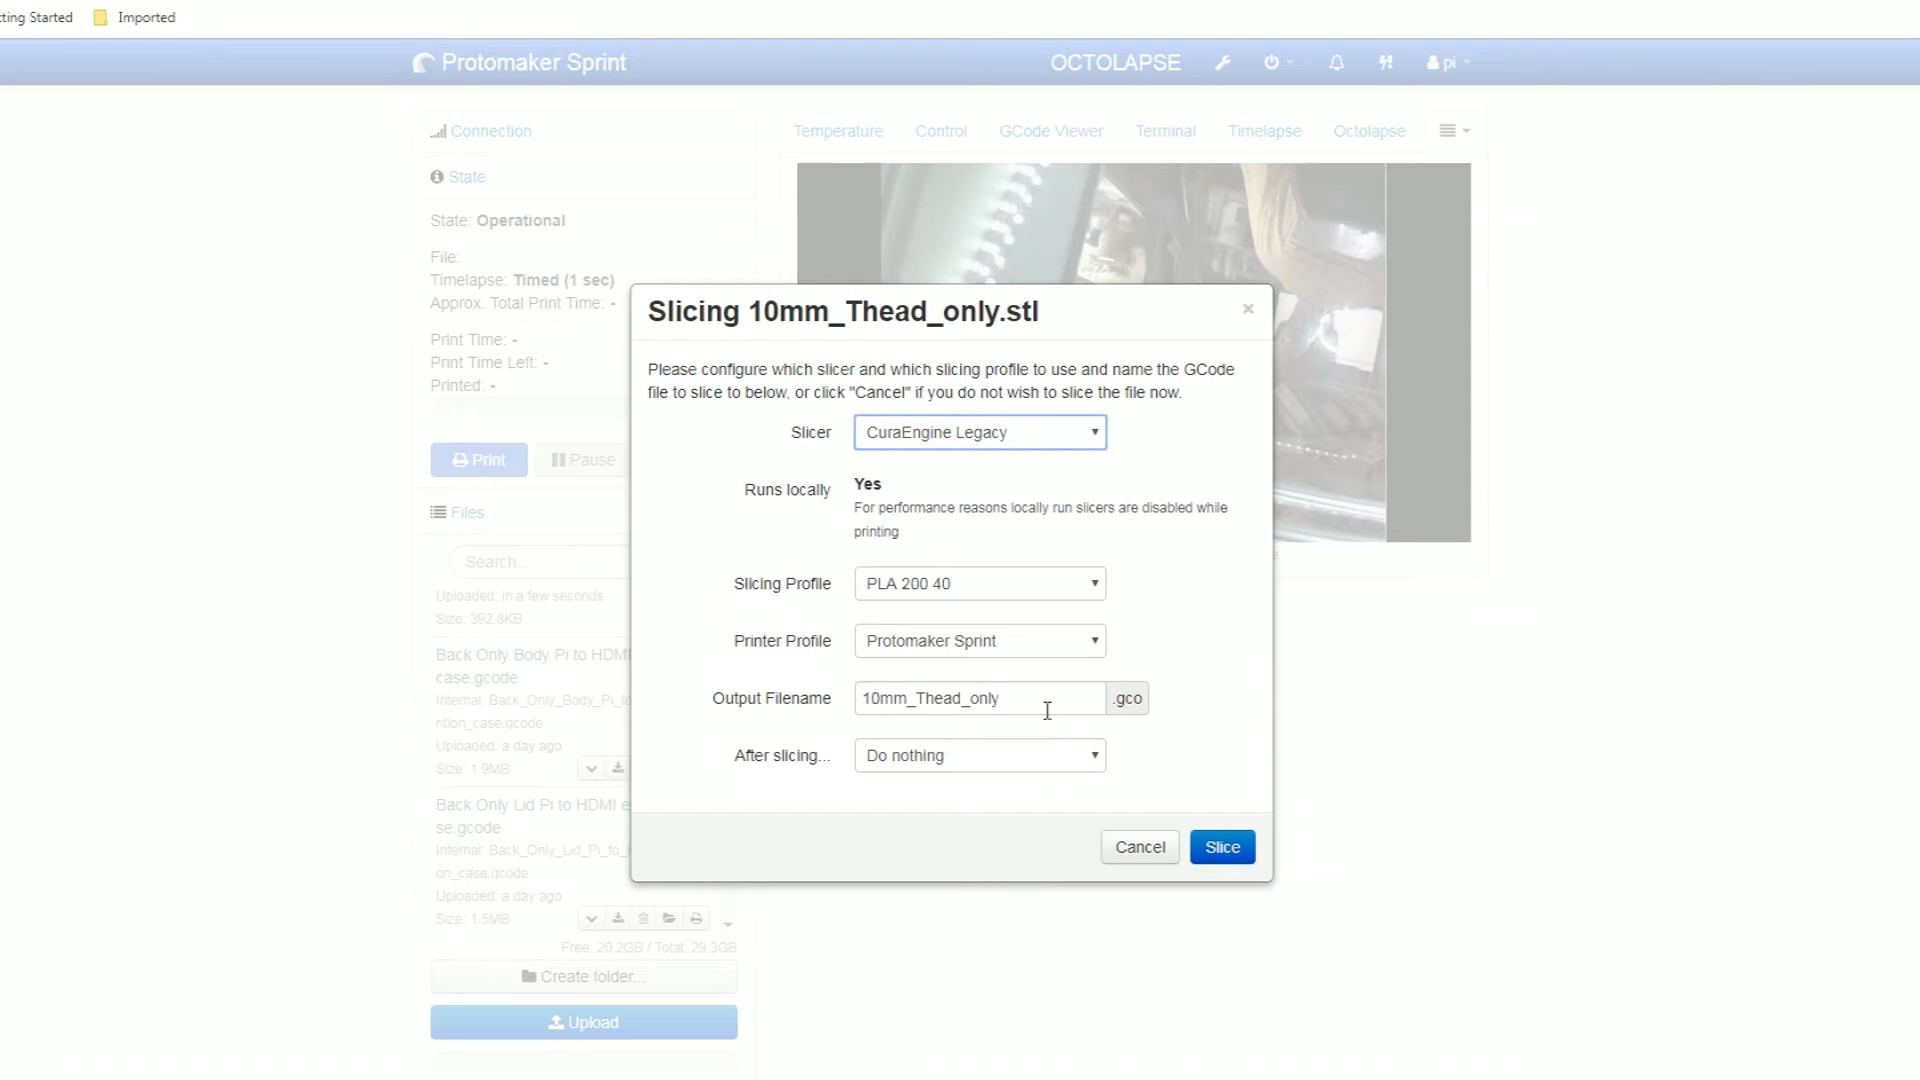 tting Started
Imported
Protomaker Sprint
OCTOLAPSE
pi
Connection
State
State: Operational
File:
Timelapse: Timed (1 sec)
Approx. Total Print Time: -
Print Time: -
Print Time Left: -
Printed: -
Print
Pause
Files
Search...
Uploaded: in a few seconds
Size: 392.8KB
Back Only Body Pi to HDMI
case.gcode
Internal: Back_Only_Body_Pi_to
ntion_case.gcode
Uploaded: a day ago
Size: 1.9MB
Back Only Lid Pi to HDMI e
se.gcode
Internal: Back_Only_Lid_Pi_to_
on_case.gcode
Uploaded: a day ago
Size: 1.5MB
Free: 20.2GB / Total: 29.3GB
Create folder...
Upload
Temperature
Control
GCode Viewer
Terminal
Timelapse
Octolapse
Slicing 10mm_Thead_only.stl
×
Please configure which slicer and which slicing profile to use and name the GCode
file to slice to below, or click "Cancel" if you do not wish to slice the file now.
Slicer
CuraEngine Legacy
Runs locally
Yes
For performance reasons locally run slicers are disabled while
printing
Slicing Profile
PLA 200 40
Printer Profile
Protomaker Sprint
Output Filename
10mm_Thead_only
.gco
After slicing...
Do nothing
Cancel
Slice